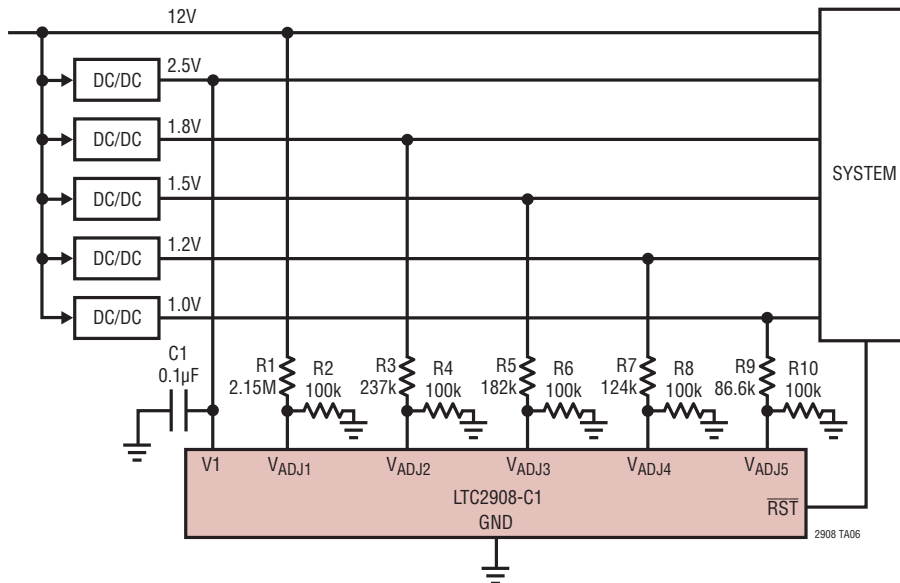 12V
DC/DC
2.5V
DC/DC
1.8V
DC/DC
1.5V
DC/DC
1.2V
DC/DC
1.0V
SYSTEM
C1
0.1µF
R1
2.15M
R2
100k
R3
237k
R4
100k
R5
182k
R6
100k
R7
124k
R8
100k
R9
86.6k
R10
100k
V1
VADJ1
VADJ2
VADJ3
VADJ4
VADJ5
LTC2908-C1
GND
RST
2908 TA06